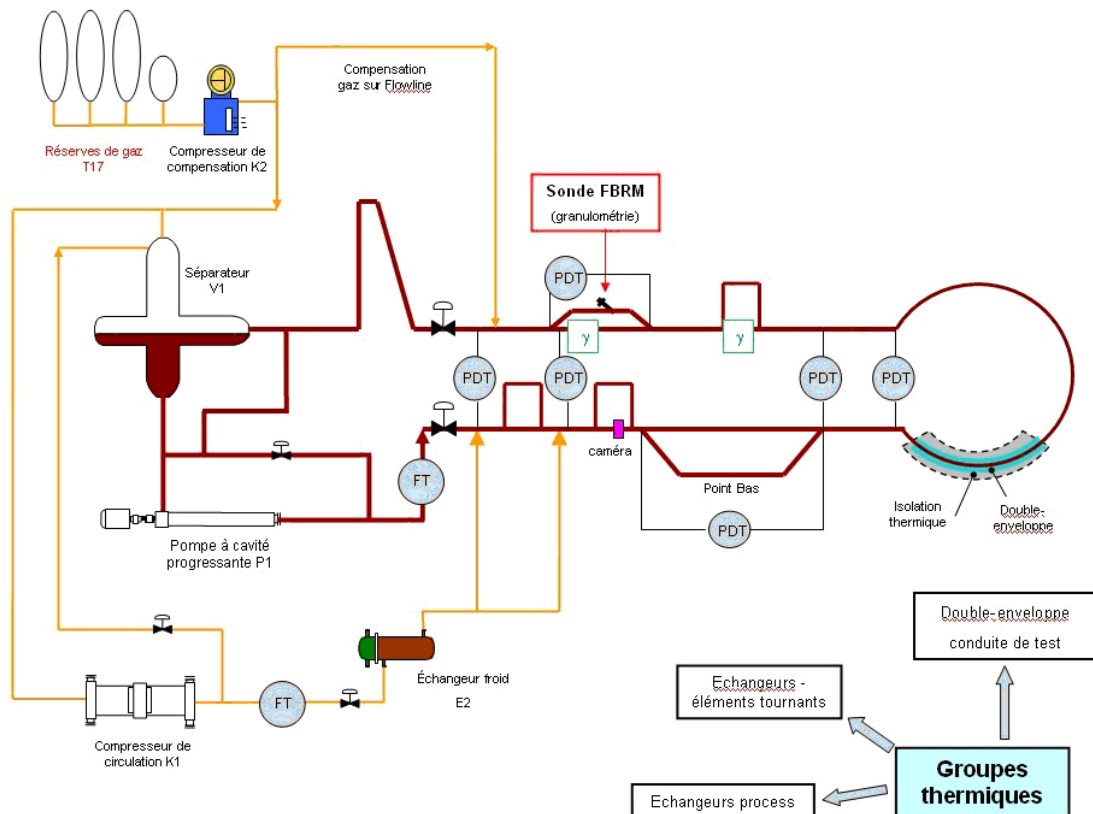 Compensation
gaz sur Flowline
Réserves de gaz
T17
Compresseur de
compensation K2
Sonde FBRM
(granulométrie)
Séparateur
V1
PDT
γ
γ
PDT
PDT
PDT
PDT
caméra
FT
Point Bas
Isolation
thermique
Double-
enveloppe
PDT
Pompe à cavité
progressante P1
Double-enveloppe
conduite de test
Échangeur froid
E2
Echangeurs -
éléments tournants
FT
Compresseur de
circulation K1
Groupes
thermiques
Echangeurs process